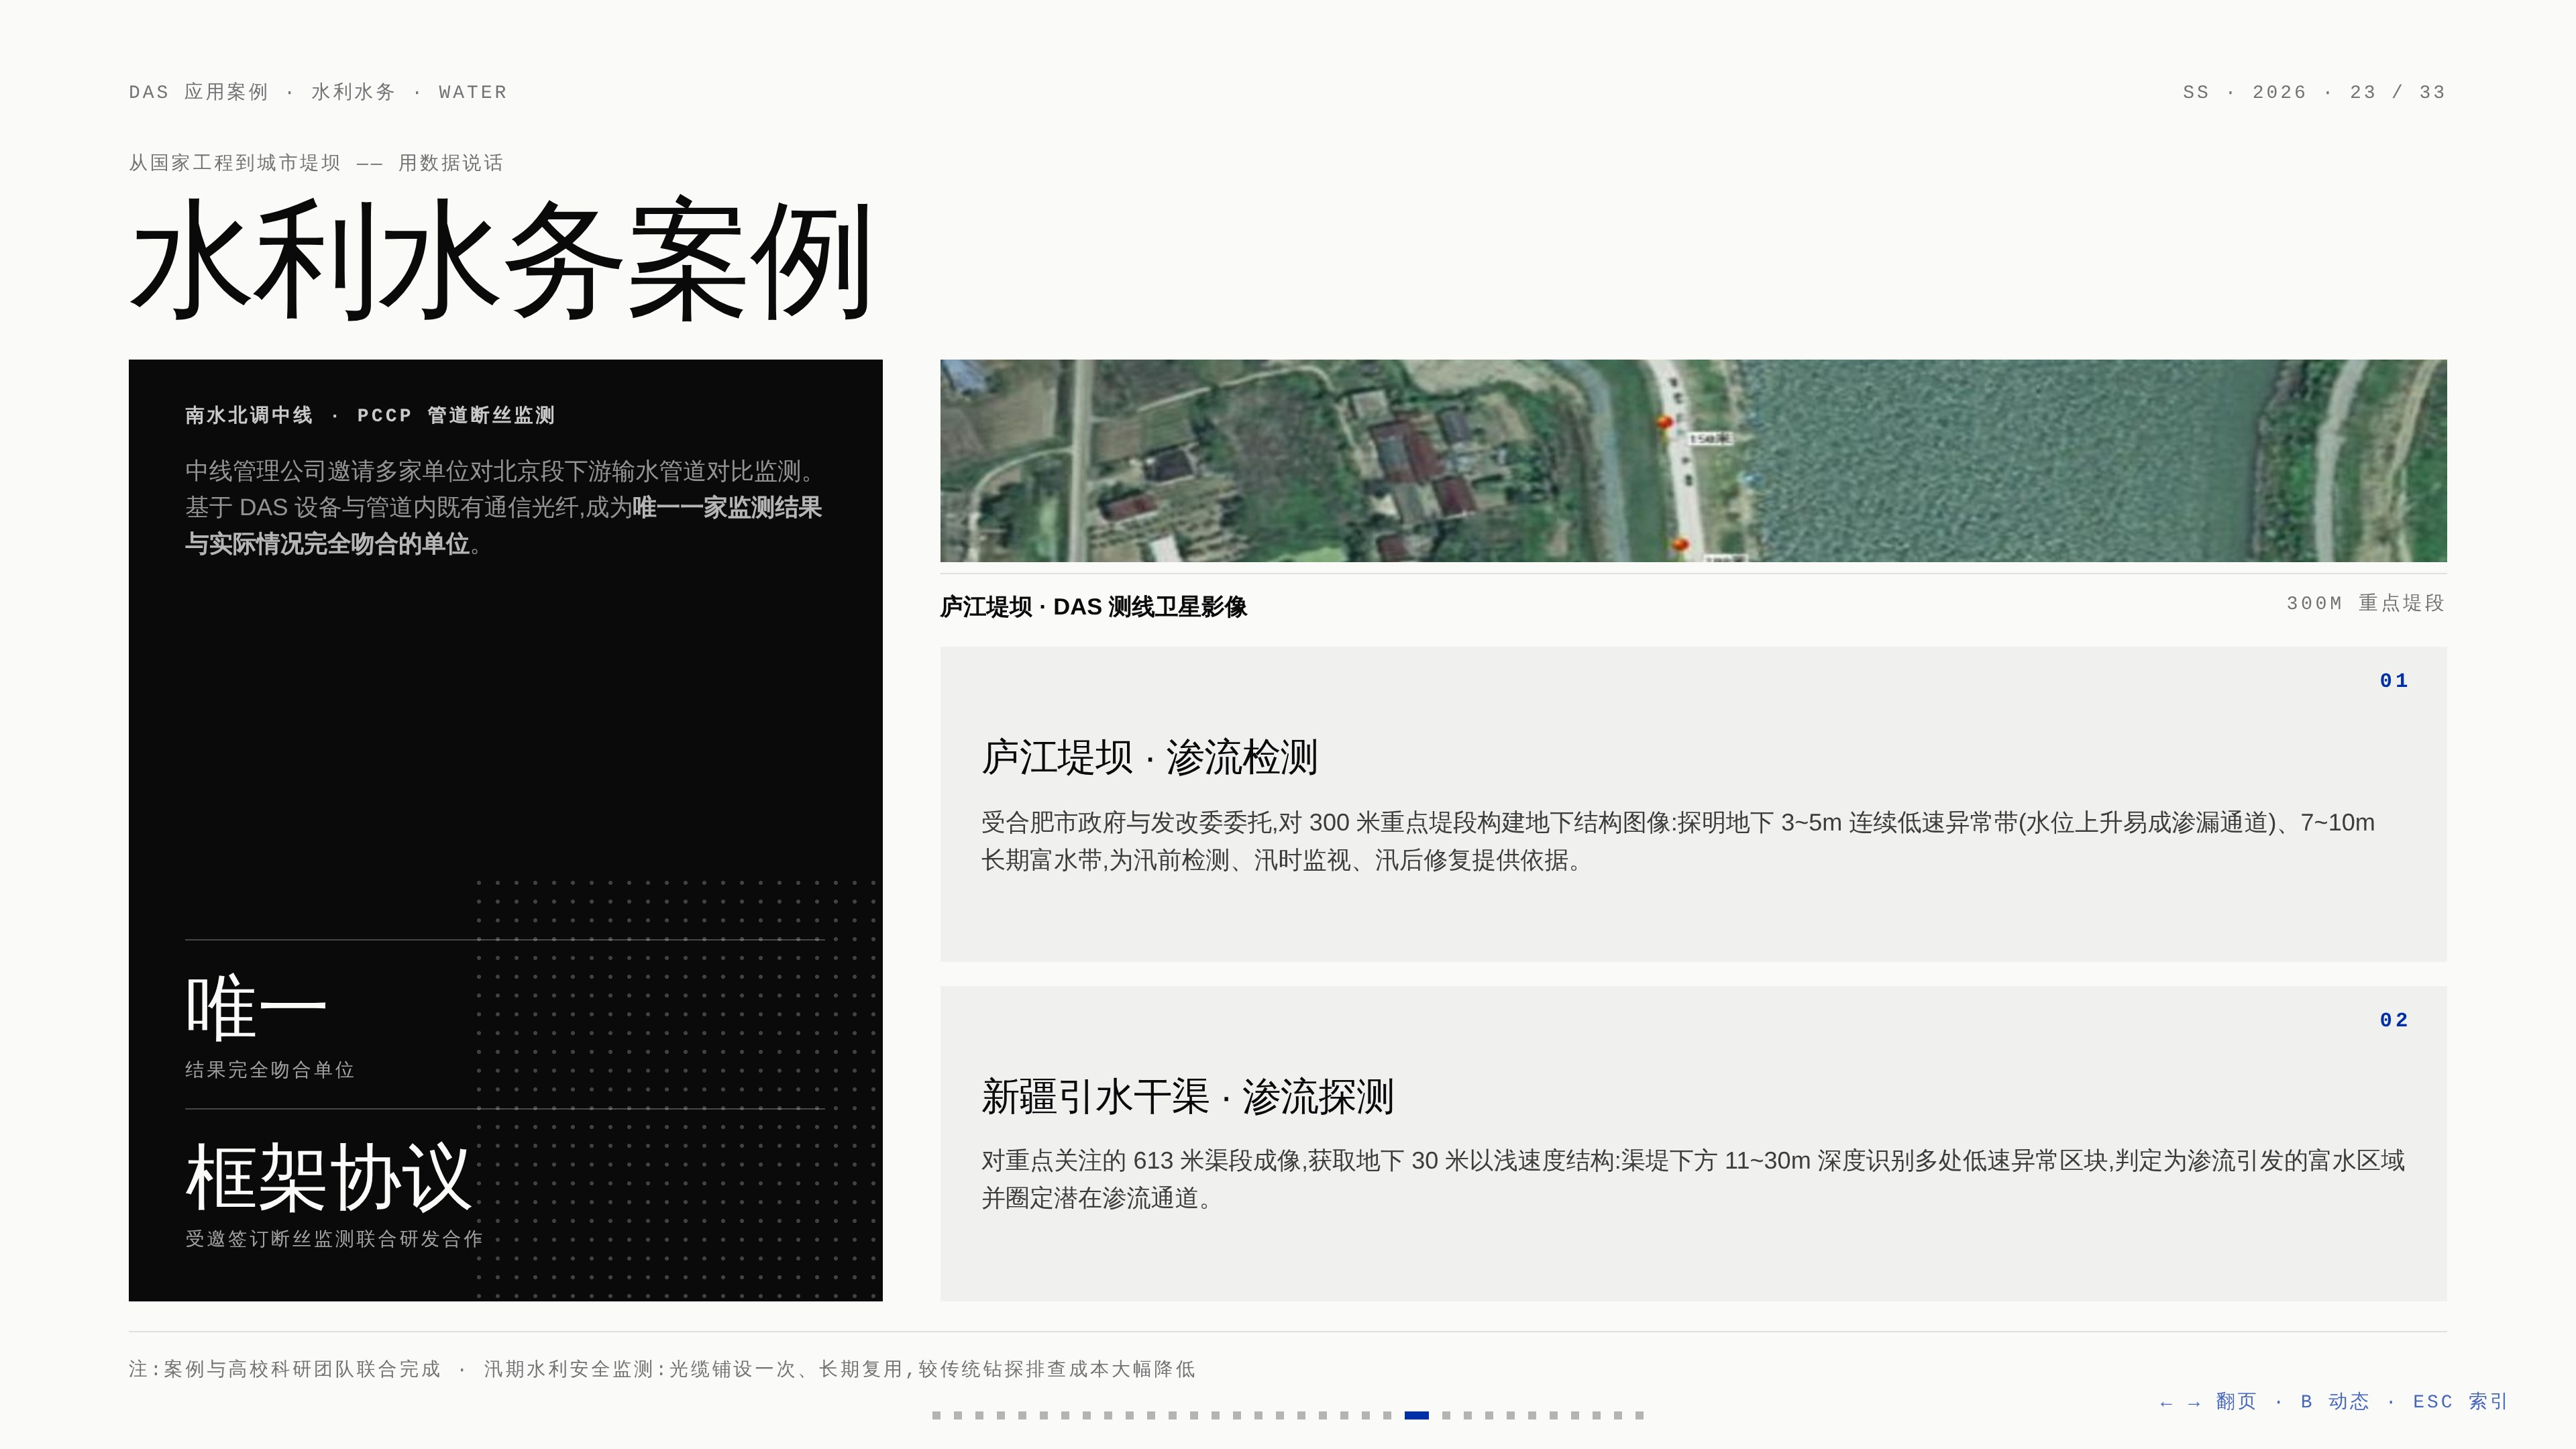 DAS 应用案例 · 水利水务 · WATER
SS · 2026 · 23 / 33
从国家工程到城市堤坝 —— 用数据说话
水利水务案例
南水北调中线 · PCCP 管道断丝监测
中线管理公司邀请多家单位对北京段下游输水管道对比监测。
基于 DAS 设备与管道内既有通信光纤,成为唯一一家监测结果
与实际情况完全吻合的单位。
唯一
结果完全吻合单位
框架协议
受邀签订断丝监测联合研发合作
150米
庐江堤坝 · DAS 测线卫星影像
300M 重点堤段
01
庐江堤坝 · 渗流检测
受合肥市政府与发改委委托,对 300 米重点堤段构建地下结构图像:探明地下 3~5m 连续低速异常带(水位上升易成渗漏通道)、7~10m
长期富水带,为汛前检测、汛时监视、汛后修复提供依据。
02
新疆引水干渠 · 渗流探测
对重点关注的 613 米渠段成像,获取地下 30 米以浅速度结构:渠堤下方 11~30m 深度识别多处低速异常区块,判定为渗流引发的富水区域
并圈定潜在渗流通道。
注:案例与高校科研团队联合完成 · 汛期水利安全监测:光缆铺设一次、长期复用,较传统钻探排查成本大幅降低
← → 翻页 · B 动态 · ESC 索引